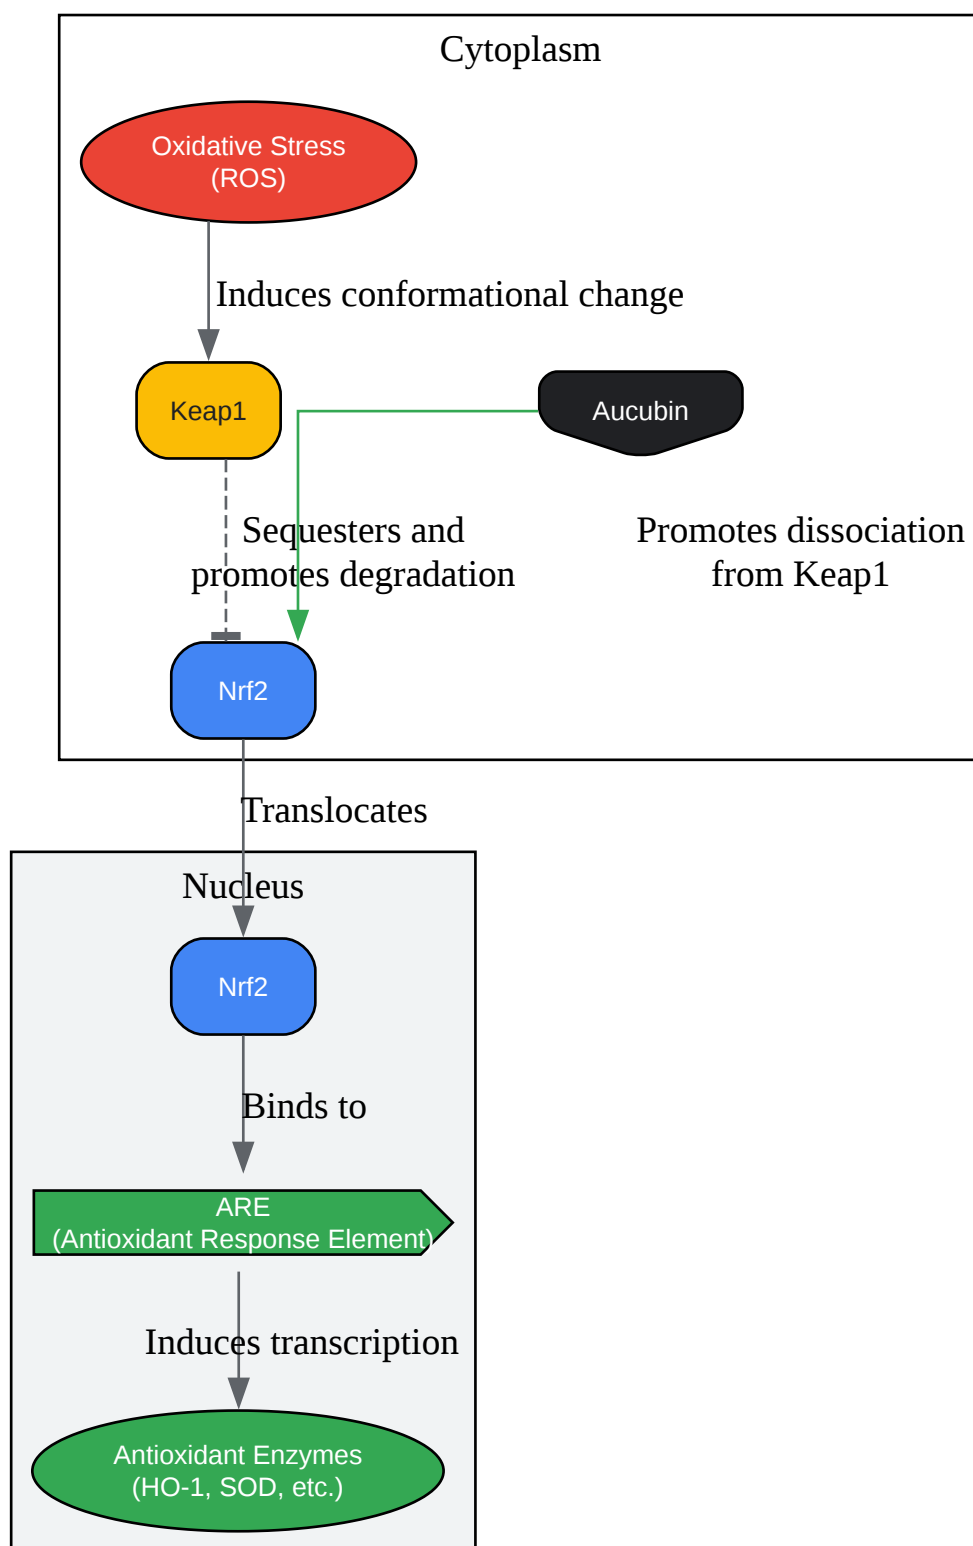 Cytoplasm
Oxidative Stress
(ROS)
Induces conformational change
Keap1
Aucubin
Sequesters and
promotes degradation
Promotes dissociation
from Keap1
Nrf2
Translocates
Nucleus
Nrf2
Binds to
ARE
(Antioxidant Response Element)
Induces transcription
Antioxidant Enzymes
(HO-1, SOD, etc.)